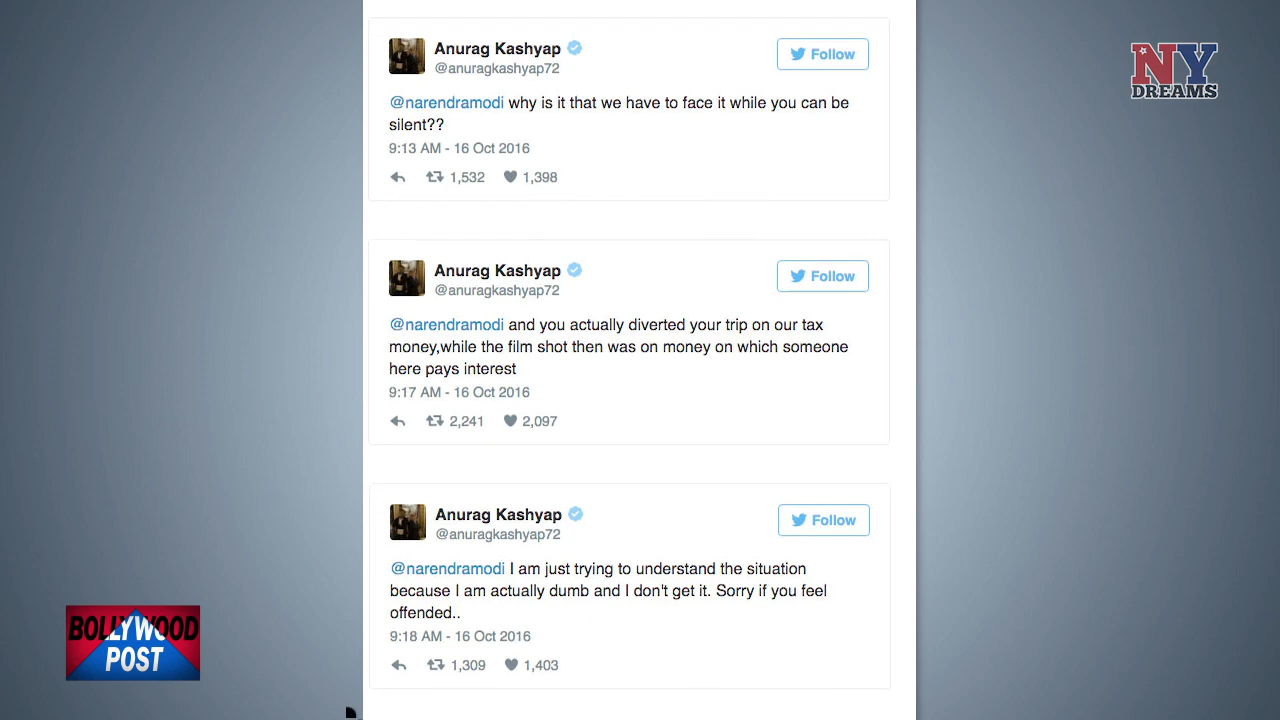 Anurag Kashyap
@anuragkashyap72
Follow
@narendramodi why is it that we have to face it while you can be
silent??
9:13 AM - 16 Oct 2016
1,532 1,398
Anurag Kashyap
@anuragkashyap72
Follow
@narendramodi and you actually diverted your trip on our tax
money,while the film shot then was on money on which someone
here pays interest
9:17 AM - 16 Oct 2016
2,241 2,097
Anurag Kashyap
@anuragkashyap72
Follow
@narendramodi I am just trying to understand the situation
because I am actually dumb and I don't get it. Sorry if you feel
offended..
9:18 AM - 16 Oct 2016
1,309 1,403
NY
DREAMS
BOLLYWOOD
POST